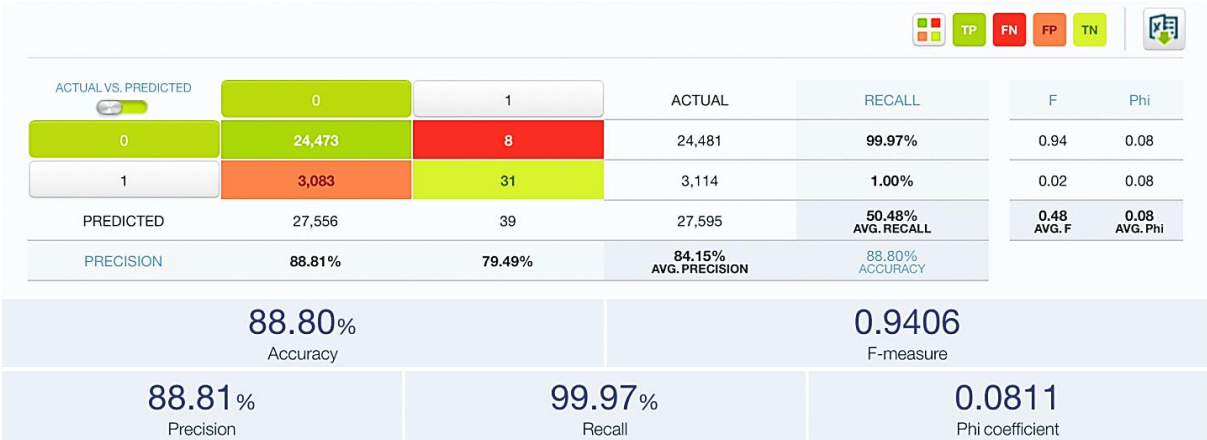 TP FN FP TN
ACTUAL VS. PREDICTED 0 1 ACTUAL RECALL F Phi
0 24,473 8 24,481 99.97% 0.94 0.08
1 3,083 31 3,114 1.00% 0.02 0.08
PREDICTED 27,556 39 27,595 50.48% 0.48 0.08
AVG. RECALL AVG. F AVG. Phi
PRECISION 88.81% 79.49% 84.15% 88.80%
AVG. PRECISION ACCURACY
88.80% 0.9406
Accuracy F-measure
88.81% 99.97% 0.0811
Precision Recall Phi coefficient